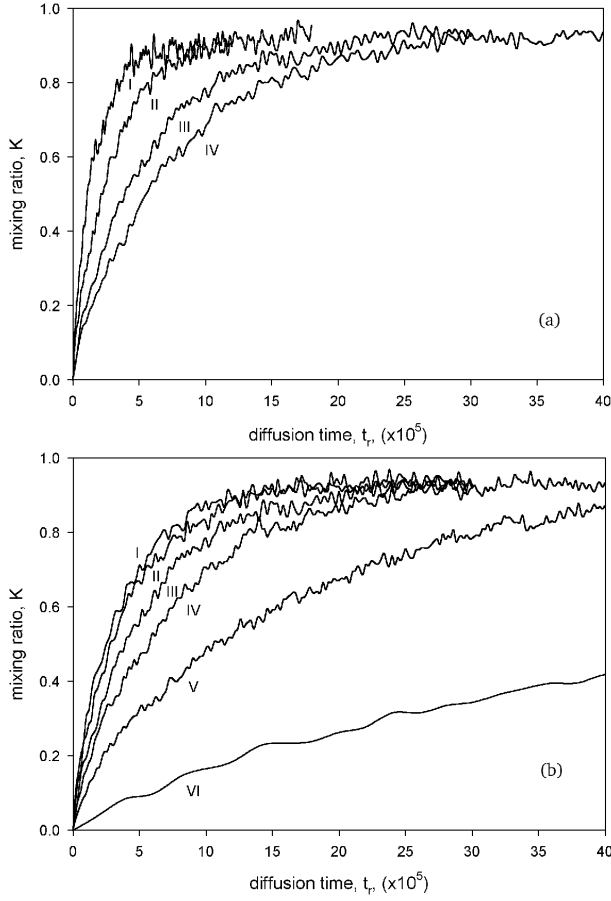 1.0
0.8
0.6
0.4
0.2
0.0
mixing ratio, K
I
II
III
IV
(a)
0 5 10 15 20 25 30 35 40
diffusion time, tr, (x10^5)
1.0
0.8
0.6
0.4
0.2
0.0
mixing ratio, K
I
II
III
IV
V
VI
(b)
0 5 10 15 20 25 30 35 40
diffusion time, tr, (x10^5)